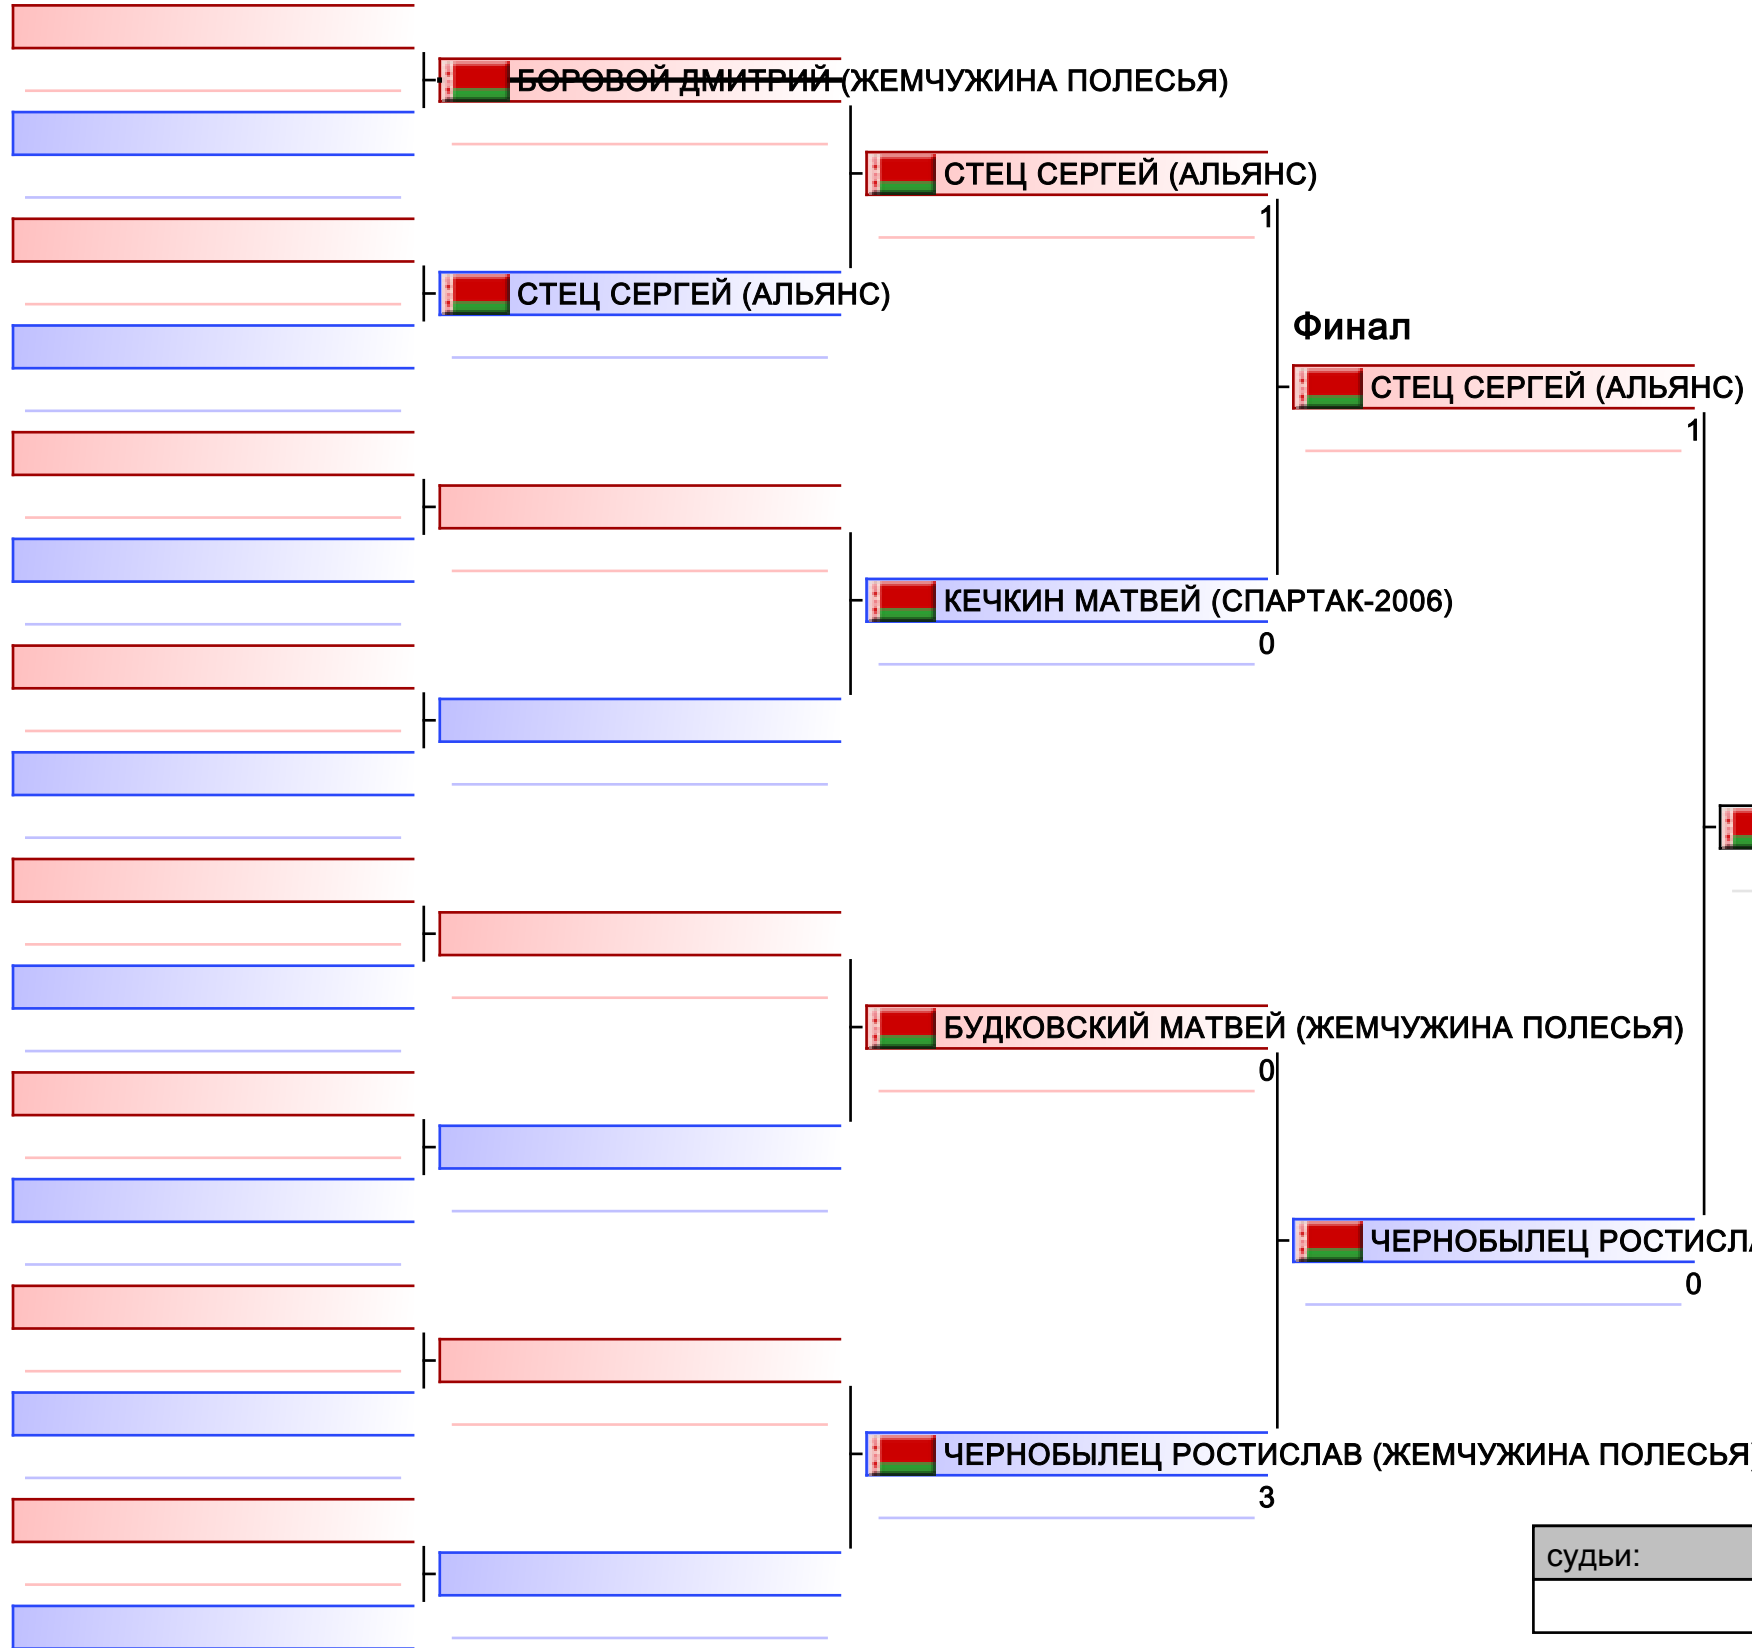 БОРОВОЙ ДМИТРИЙ (ЖЕМЧУЖИНА ПОЛЕСЬЯ)
СТЕЦ СЕРГЕЙ (АЛЬЯНС)
1
СТЕЦ СЕРГЕЙ (АЛЬЯНС)
Финал
СТЕЦ СЕРГЕЙ (АЛЬЯНС)
1
КЕЧКИН МАТВЕЙ (СПАРТАК-2006)
0
БУДКОВСКИЙ МАТВЕЙ (ЖЕМЧУЖИНА ПОЛЕСЬЯ)
0
ЧЕРНОБЫЛЕЦ РОСТИСЛА
0
ЧЕРНОБЫЛЕЦ РОСТИСЛАВ (ЖЕМЧУЖИНА ПОЛЕСЬЯ)
3
судьи: